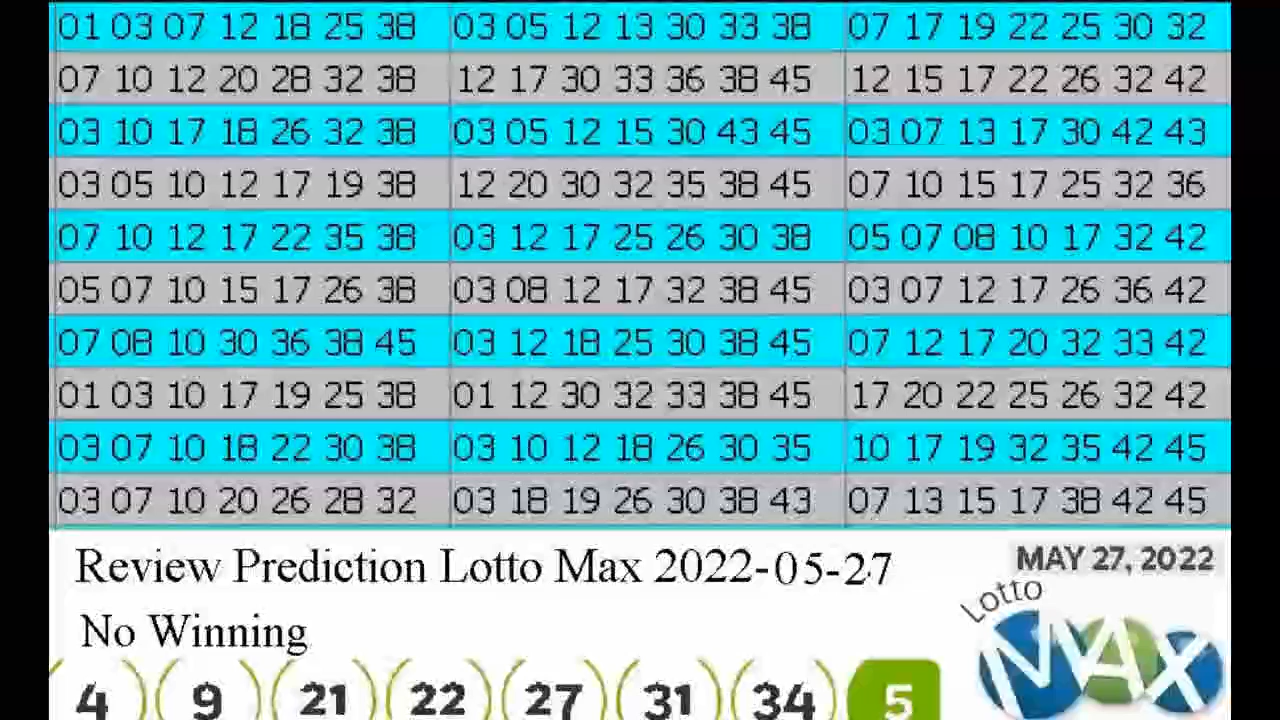 01 03 07 12 18 25 38 03 05 12 13 30 33 38 07 17 19 22 25 30 32
07 10 12 20 28 32 38 12 17 30 33 36 38 45 12 15 17 22 26 32 42
03 10 17 18 26 32 38 03 05 12 15 30 43 45 03 07 13 17 30 42 43
03 05 10 12 17 19 38 12 20 30 32 35 38 45 07 10 15 17 25 32 36
07 10 12 17 22 35 38 03 12 17 25 26 30 38 05 07 08 10 17 32 42
05 07 10 15 17 26 38 03 08 12 17 32 38 45 03 07 12 17 26 36 42
07 08 10 30 36 38 45 03 12 18 25 30 38 45 07 12 17 20 32 33 42
01 03 10 17 19 25 38 01 12 30 32 33 38 45 17 20 22 25 26 32 42
03 07 10 18 22 30 38 03 10 12 18 26 30 35 10 17 19 32 35 42 45
03 07 10 20 26 28 32 03 18 19 26 30 38 43 07 13 15 17 38 42 45
Review Prediction Lotto Max 2022-05-27
MAY 27, 2022
No Winning
Lotto
MAX
4 9 21 22 27 31 34 5